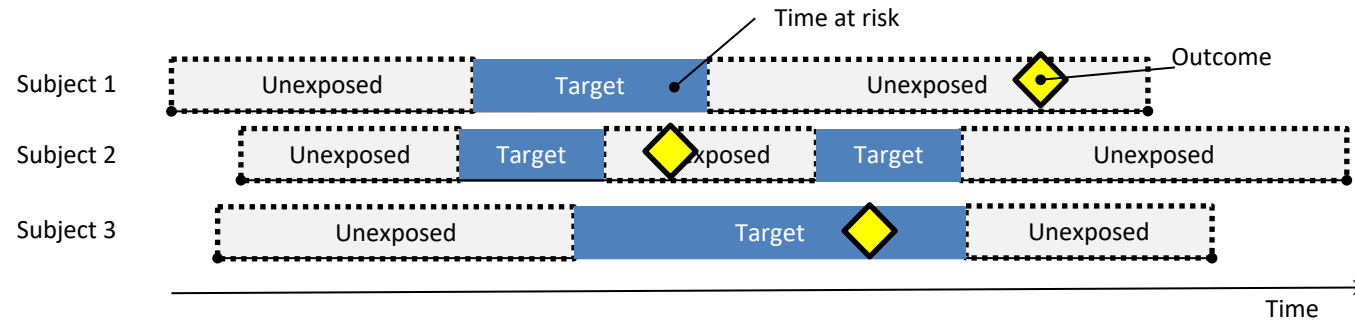 Time at risk
Outcome
Subject 1 Unexposed Target Unexposed
Subject 2 Unexposed Target exposed Target Unexposed
Subject 3 Unexposed Target Unexposed
Time